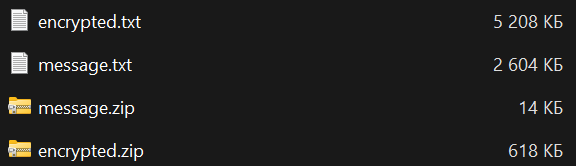 encrypted.txt 5 208 КБ
message.txt 2 604 КБ
message.zip 14 КБ
encrypted.zip 618 КБ